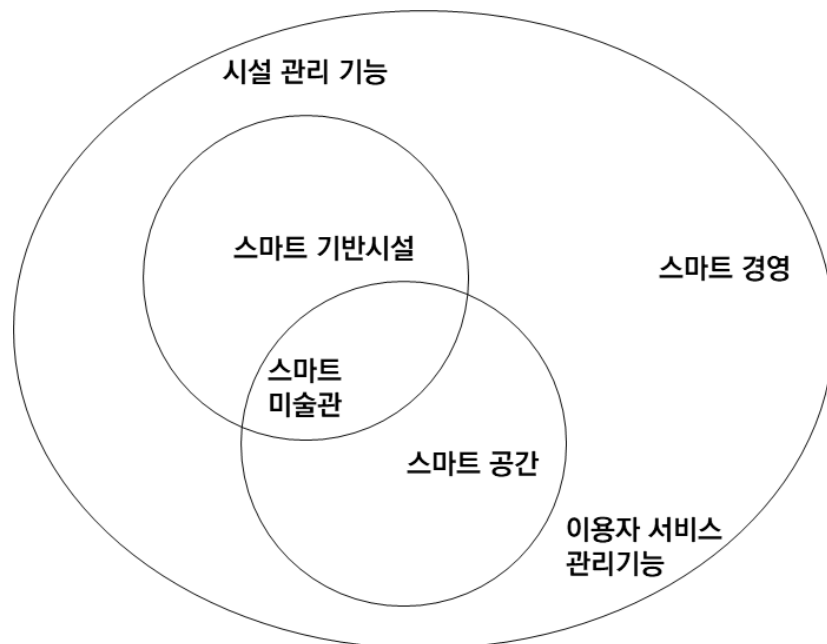 시설 관리 기능
스마트 기반시설
스마트 경영
스마트
미술관
스마트 공간
이용자 서비스
관리기능